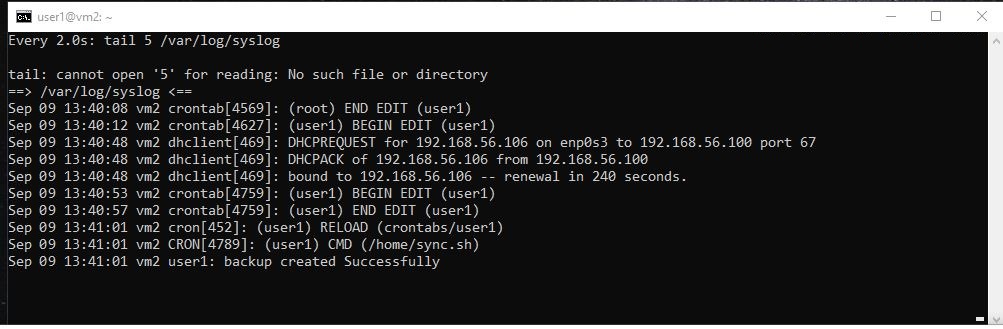 user1@vm2: ~
Every 2.0s: tail 5 /var/log/syslog
tail: cannot open '5' for reading: No such file or directory
==> /var/log/syslog <==
Sep 09 13:40:08 vm2 crontab[4569]: (root) END EDIT (user1)
Sep 09 13:40:12 vm2 crontab[4627]: (user1) BEGIN EDIT (user1)
Sep 09 13:40:48 vm2 dhclient[469]: DHCPREQUEST for 192.168.56.106 on enp0s3 to 192.168.56.100 port 67
Sep 09 13:40:48 vm2 dhclient[469]: DHCPACK of 192.168.56.106 from 192.168.56.100
Sep 09 13:40:48 vm2 dhclient[469]: bound to 192.168.56.106 -- renewal in 240 seconds.
Sep 09 13:40:53 vm2 crontab[4759]: (user1) BEGIN EDIT (user1)
Sep 09 13:40:57 vm2 crontab[4759]: (user1) END EDIT (user1)
Sep 09 13:41:01 vm2 cron[452]: (user1) RELOAD (crontabs/user1)
Sep 09 13:41:01 vm2 CRON[4789]: (user1) CMD (/home/sync.sh)
Sep 09 13:41:01 vm2 user1: backup created Successfully